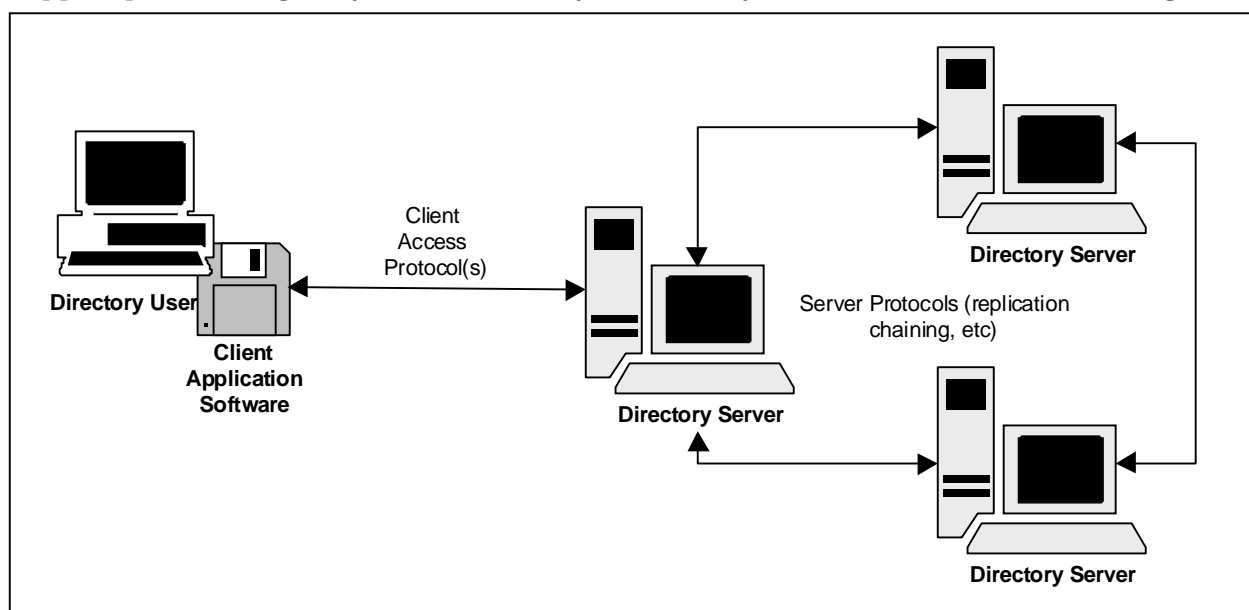 Directory User
Client
Application
Software
Client
Access
Protocol(s)
Directory Server
Directory Server
Server Protocols (replication
chaining, etc)
Directory Server